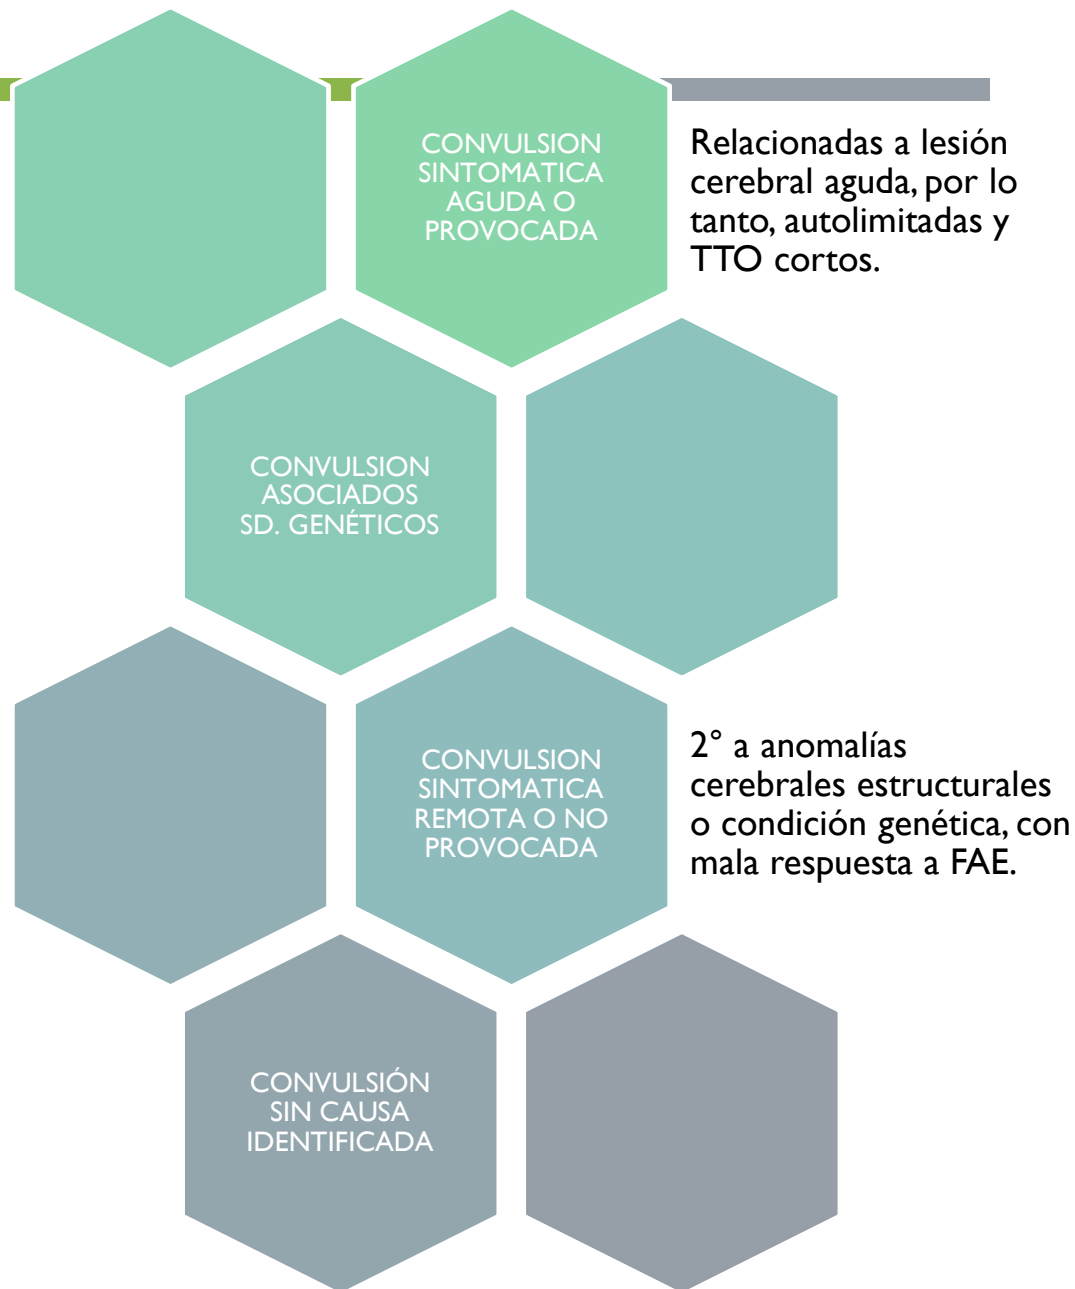 CONVULSION
SINTOMATICA
AGUDA O
PROVOCADA
Relacionadas a lesión
cerebral aguda, por lo
tanto, autolimitadas y
TTO cortos.
CONVULSION
ASOCIADOS
SD. GENÉTICOS
CONVULSION
SINTOMATICA
REMOTA O NO
PROVOCADA
2° a anomalías
cerebrales estructurales
o condición genética, con
mala respuesta a FAE.
CONVULSIÓN
SIN CAUSA
IDENTIFICADA